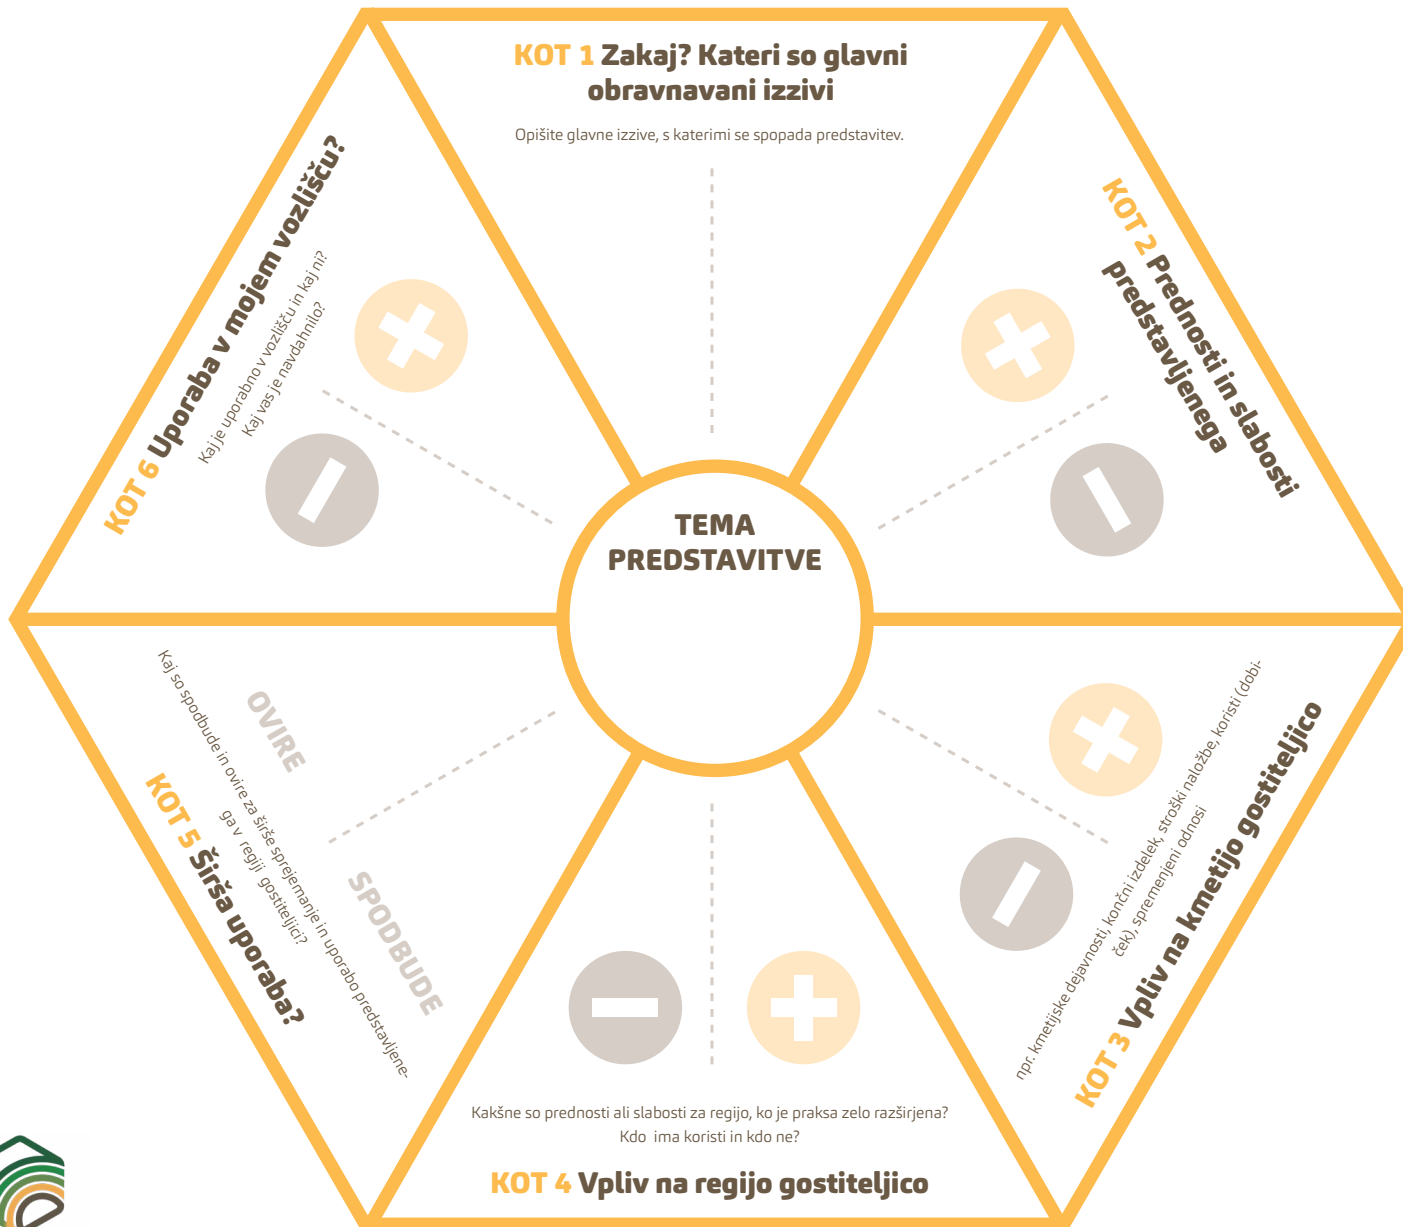 KOT 1 Zakaj? Kateri so glavni
obravnavani izzivi
Opišite glavne izzive, s katerimi se spopada predstavitev.
KOT 2 Prednosti in slabosti
predstavljenega
npr. kmetijske dejavnosti, končni izdelek, stroški naložbe, koristi (dobi-
ček), spremenjeni odnosi
KOT 3 Vpliv na kmetijo gostiteljico
Kakšne so prednosti ali slabosti za regijo, ko je praksa zelo razširjena?
Kdo ima koristi in kdo ne?
KOT 4 Vpliv na regijo gostiteljico
KOT 5 Širša uporaba?
Kaj so spodbude in ovire za širše sprejemanje in uporabo predstavljene-
ga v regiji gostiteljici?
OVIRE
SPODBUDE
KOT 6 Uporaba v mojem vozlišču?
Kaj je uporabno v vozlišču in kaj ni?
Kaj vas je navdahnilo?
TEMA
PREDSTAVITVE